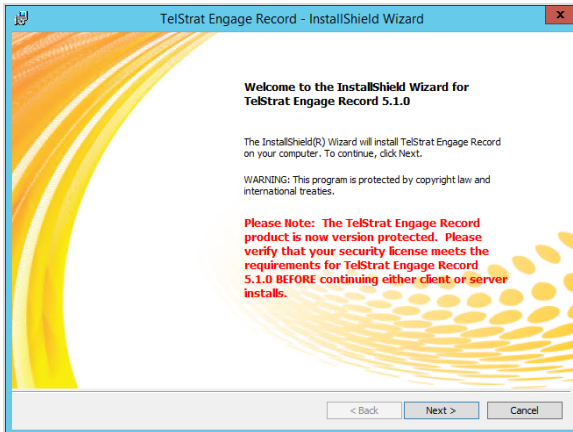 TelStrat Engage Record - InstallShield Wizard
x
Welcome to the InstallShield Wizard for
TelStrat Engage Record 5.1.0
The InstallShield(R) Wizard will install TelStrat Engage Record
on your computer. To continue, click Next.
WARNING: This program is protected by copyright law and
international treaties.
Please Note:  The TelStrat Engage Record
product is now version protected.  Please
verify that your security license meets the
requirements for TelStrat Engage Record
5.1.0 BEFORE continuing either client or server
installs.
< Back Next > Cancel